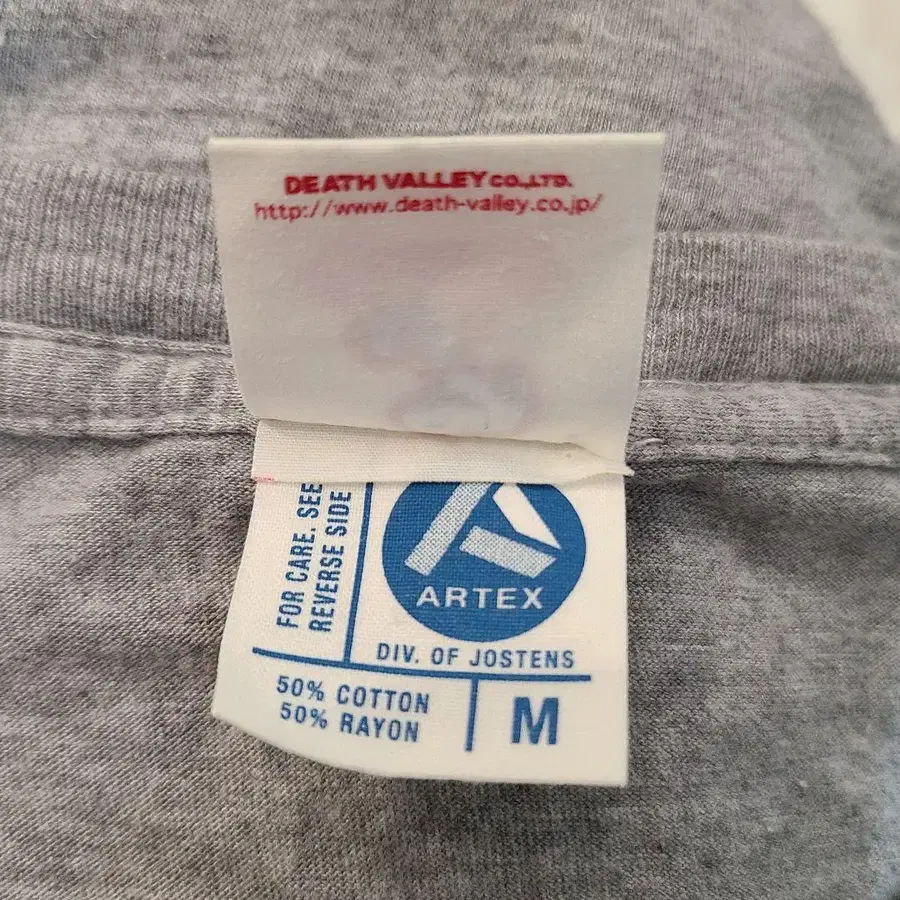 DEATH VALLEY CO.,LTD.
http://www.death-valley.co.jp/
FOR CARE. SEE
REVERSE SIDE
ARTEX
DIV. OF JOSTENS
50% COTTON
50% RAYON
M